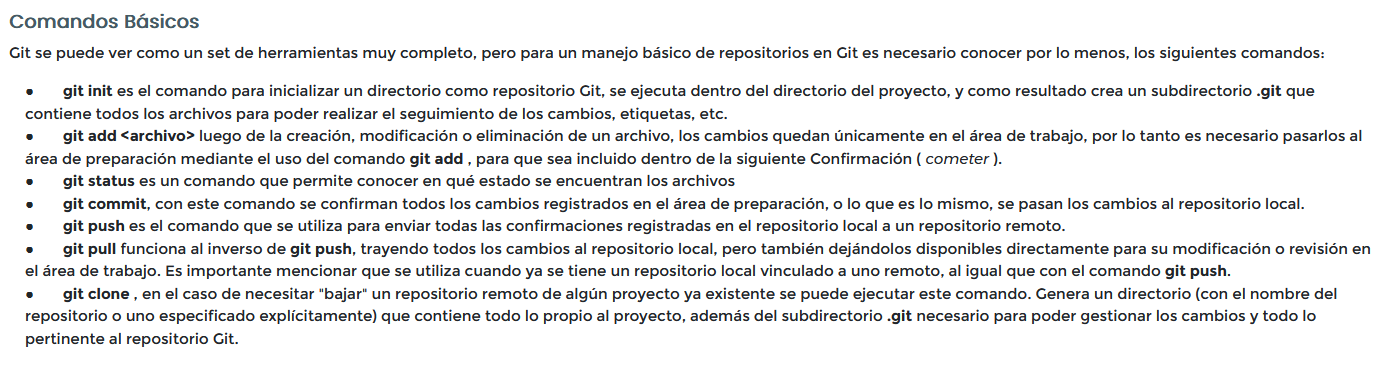 Comandos Básicos
Git se puede ver como un set de herramientas muy completo, pero para un manejo básico de repositorios en Git es necesario conocer por lo menos, los siguientes comandos:
● git init es el comando para inicializar un directorio como repositorio Git, se ejecuta dentro del directorio del proyecto, y como resultado crea un subdirectorio .git que
contiene todos los archivos para poder realizar el seguimiento de los cambios, etiquetas, etc.
● git add <archivo> luego de la creación, modificación o eliminación de un archivo, los cambios quedan únicamente en el área de trabajo, por lo tanto es necesario pasarlos al
área de preparación mediante el uso del comando git add , para que sea incluido dentro de la siguiente Confirmación ( cometer ).
● git status es un comando que permite conocer en qué estado se encuentran los archivos
● git commit, con este comando se confirman todos los cambios registrados en el área de preparación, o lo que es lo mismo, se pasan los cambios al repositorio local.
● git push es el comando que se utiliza para enviar todas las confirmaciones registradas en el repositorio local a un repositorio remoto.
● git pull funciona al inverso de git push, trayendo todos los cambios al repositorio local, pero también dejándolos disponibles directamente para su modificación o revisión en
el área de trabajo. Es importante mencionar que se utiliza cuando ya se tiene un repositorio local vinculado a uno remoto, al igual que con el comando git push.
● git clone , en el caso de necesitar "bajar" un repositorio remoto de algún proyecto ya existente se puede ejecutar este comando. Genera un directorio (con el nombre del
repositorio o uno especificado explícitamente) que contiene todo lo propio al proyecto, además del subdirectorio .git necesario para poder gestionar los cambios y todo lo
pertinente al repositorio Git.